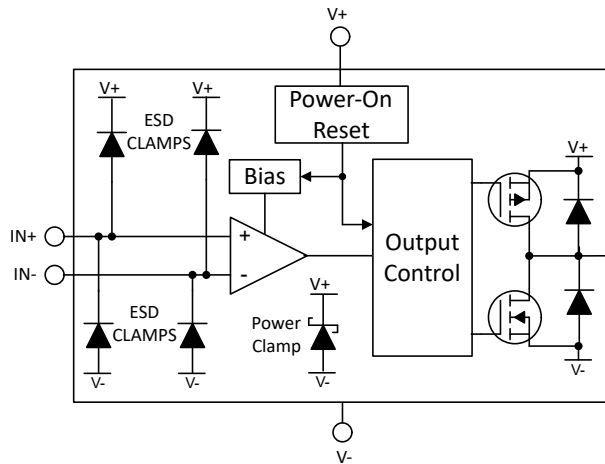 V+
V+
ESD
CLAMPS
V+
Power-On
Reset
Bias
V+
IN+
+
Output
Control
IN-
-
V+
ESD
CLAMPS
Power
Clamp
V-
V-
V-
V-
V-